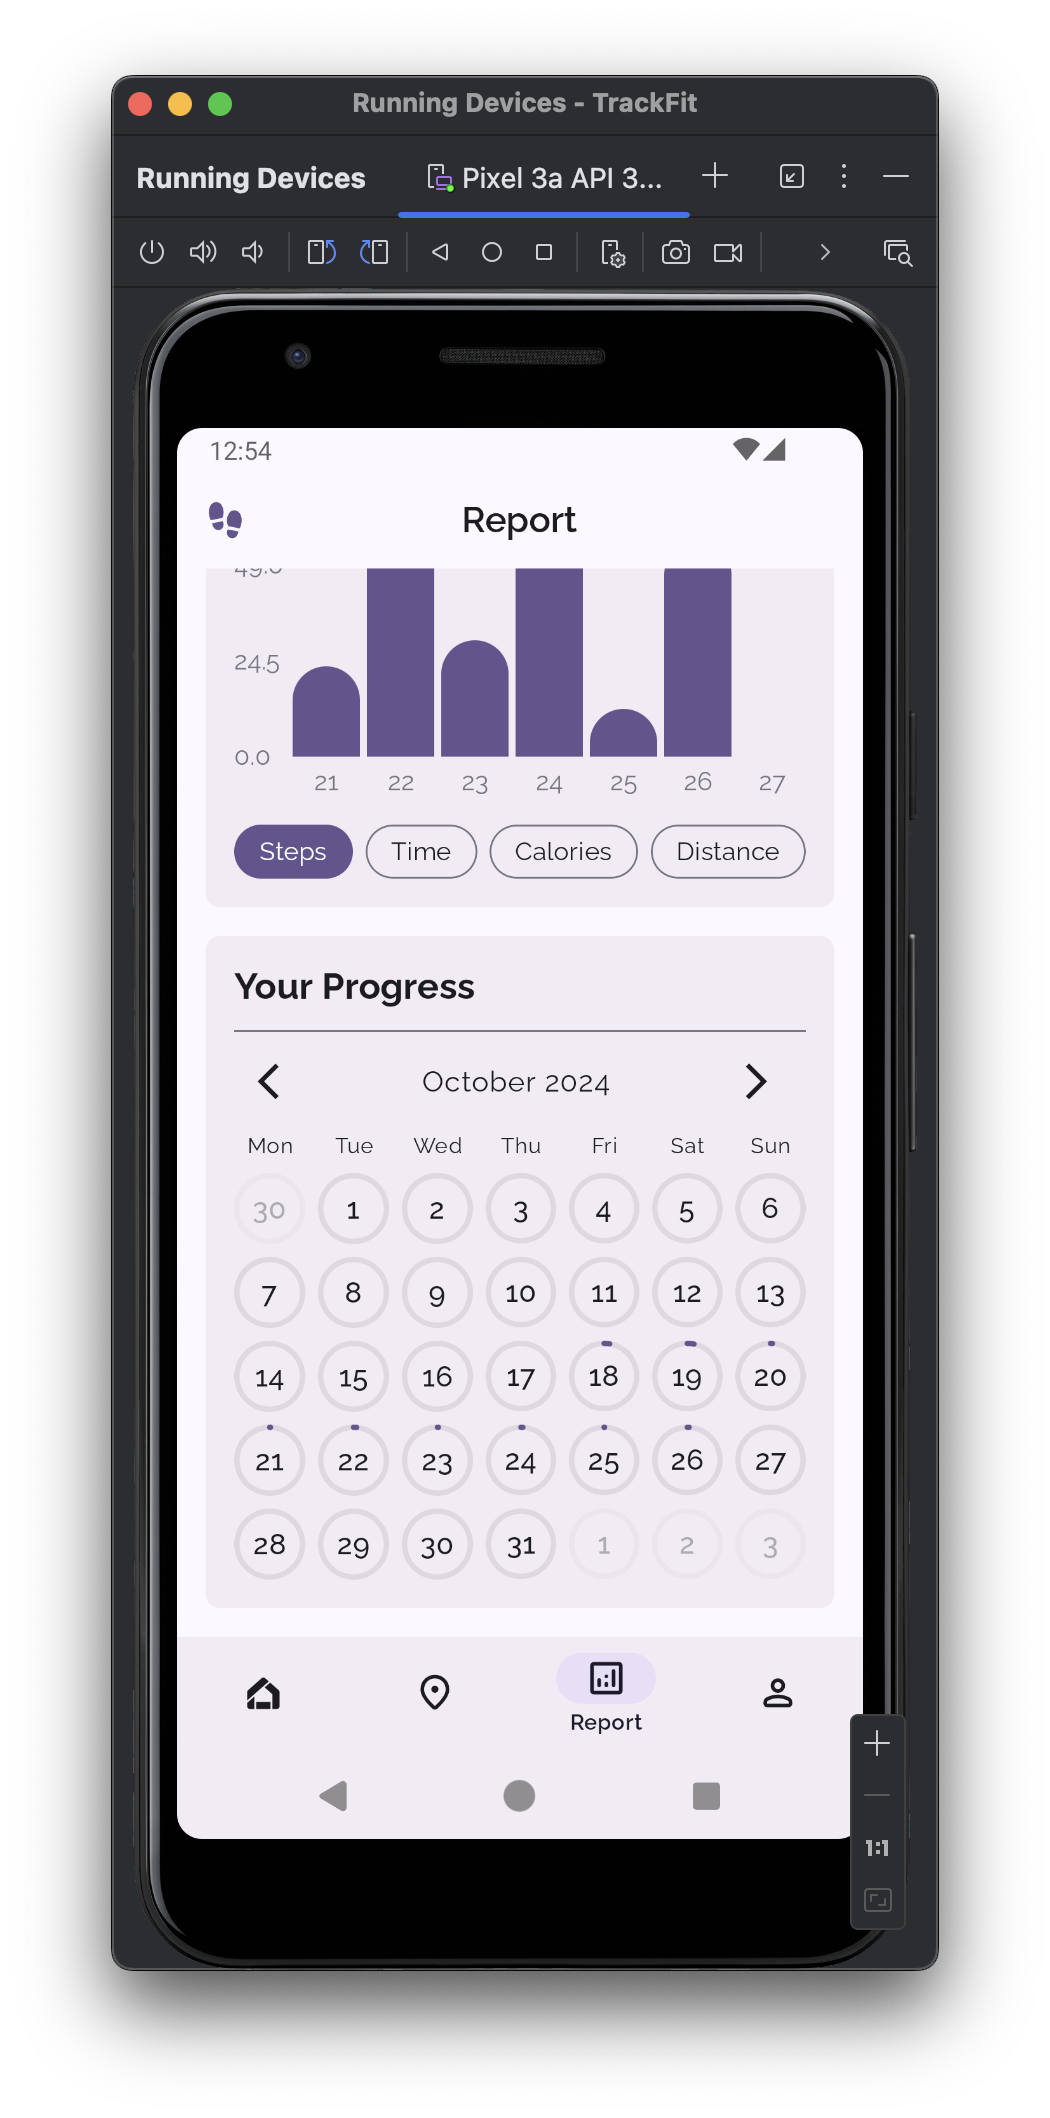 Running Devices - TrackFit
Running Devices
Pixel 3a API 3...
12:54
Report
24.5
0.0
21 22 23 24 25 26 27
Steps Time Calories Distance
Your Progress
October 2024
Mon Tue Wed Thu Fri Sat Sun
30 1 2 3 4 5 6
7 8 9 10 11 12 13
14 15 16 17 18 19 20
21 22 23 24 25 26 27
28 29 30 31 1 2 3
Report
1:1